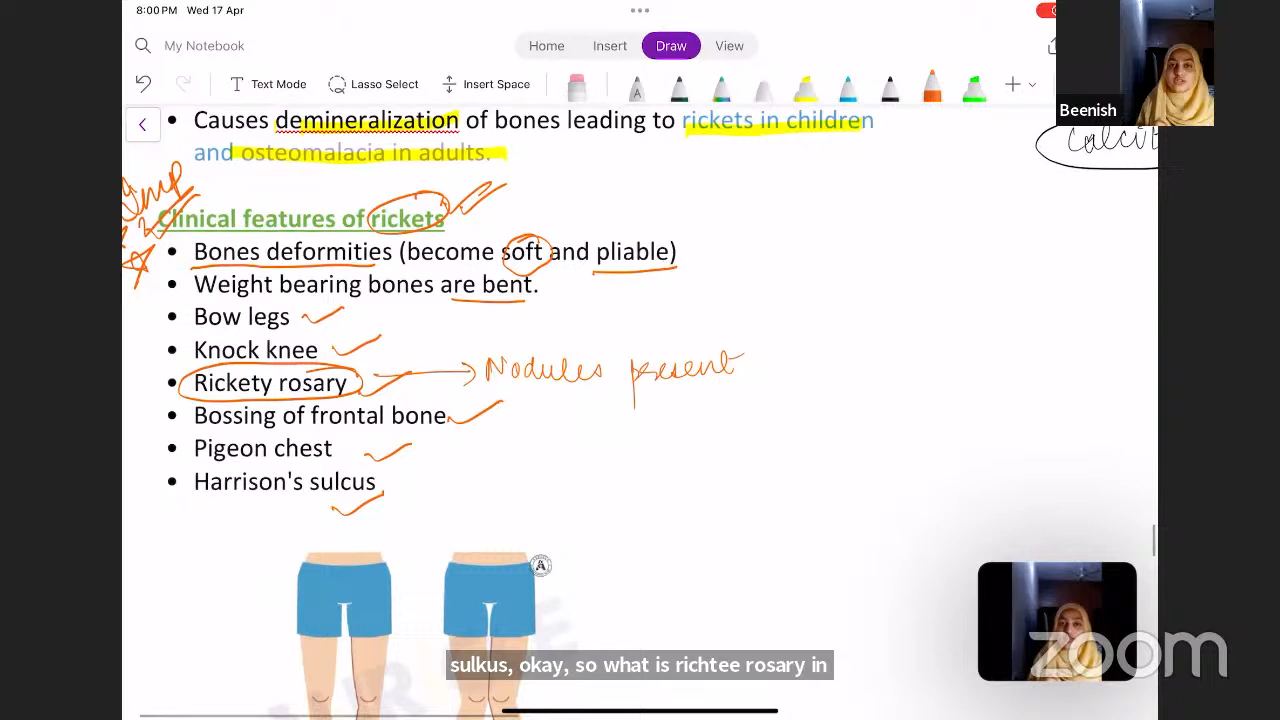 8:00 PM Wed 17 Apr
My Notebook
Home Insert Draw View
Text Mode Lasso Select Insert Space
Beenish
• Causes demineralization of bones leading to rickets in children
and osteomalacia in adults.
Imp
Clinical features of rickets
• Bones deformities (become soft and pliable)
• Weight bearing bones are bent.
• Bow legs
• Knock knee
• Rickety rosary → Nodules present
• Bossing of frontal bone
• Pigeon chest
• Harrison's sulcus
sulkus, okay, so what is richtee rosary in
zoom